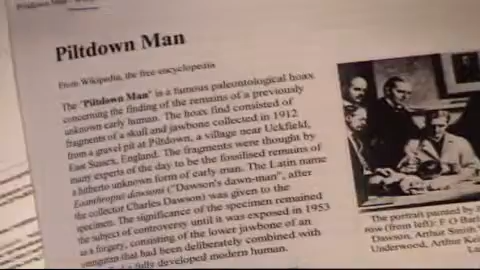 Piltdown Man
From Wikipedia, the free encyclopedia
The 'Piltdown Man' is a famous paleontological hoax
concerning the finding of the remains of a previously
unknown early human. The hoax find consisted of
fragments of a skull and jawbone collected in 1912
from a gravel pit at Piltdown, a village near Uckfield,
East Sussex, England. The fragments were thought by
many experts of the day to be the fossilised remains of
a hitherto unknown form of early man. The Latin name
Eoanthropus dawsoni ("Dawson's dawn-man", after
the collector Charles Dawson) was given to the
specimen. The significance of the specimen remained
the subject of controversy until it was exposed in 1953
as a forgery, consisting of the lower jawbone of an
orangutan that had been deliberately combined with
fully developed modern human.
The portrait painted by
row (from left): F O
Dawson, Arthur Smith
Underwood, Arthur